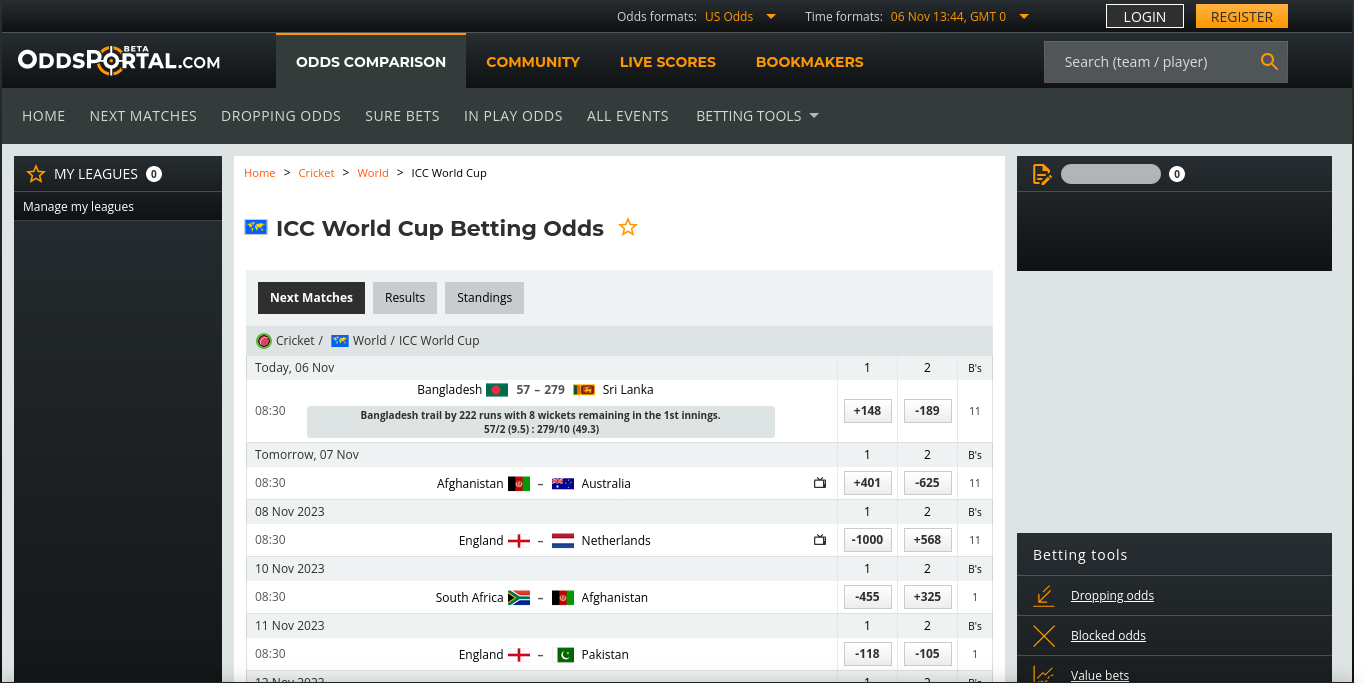 Odds formats: US Odds Time formats: 06 Nov 13:44, GMT 0 LOGIN REGISTER
BETA
ODDSPORTAL.COM ODDS COMPARISON COMMUNITY LIVE SCORES BOOKMAKERS Search (team / player)
HOME NEXT MATCHES DROPPING ODDS SURE BETS IN PLAY ODDS ALL EVENTS BETTING TOOLS
MY LEAGUES 0
Manage my leagues
Home > Cricket > World > ICC World Cup
ICC World Cup Betting Odds
Next Matches Results Standings
Cricket / World / ICC World Cup
Today, 06 Nov 1 2 B's
Bangladesh 57 – 279 Sri Lanka
08:30 +148 -189 11
Bangladesh trail by 222 runs with 8 wickets remaining in the 1st innings.
57/2 (9.5) : 279/10 (49.3)
Tomorrow, 07 Nov 1 2 B's
08:30 Afghanistan – Australia +401 -625 11
08 Nov 2023 1 2 B's
08:30 England – Netherlands -1000 +568 11
10 Nov 2023 1 2 B's
08:30 South Africa – Afghanistan -455 +325 1
11 Nov 2023 1 2 B's
08:30 England – Pakistan -118 -105 1
12 Nov 2023 1 2 B's
0
Betting tools
Dropping odds
Blocked odds
Value bets